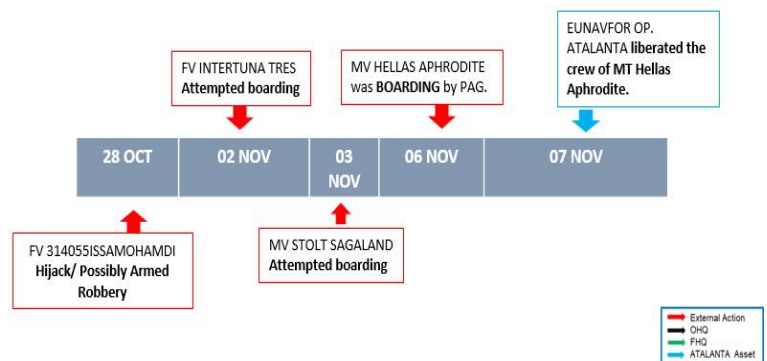 EUNAVFOR OP.
ATALANTA liberated the
crew of MT Hellas
Aphrodite.
FV INTERTUNA TRES
Attempted boarding
MV HELLAS APHRODITE
was BOARDING by PAG.
28 OCT
02 NOV
03
NOV
06 NOV
07 NOV
FV 314055ISSAMOHAMDI
Hijack/ Possibly Armed
Robbery
MV STOLT SAGALAND
Attempted boarding
External Action
OHQ
FHQ
ATALANTA Asset